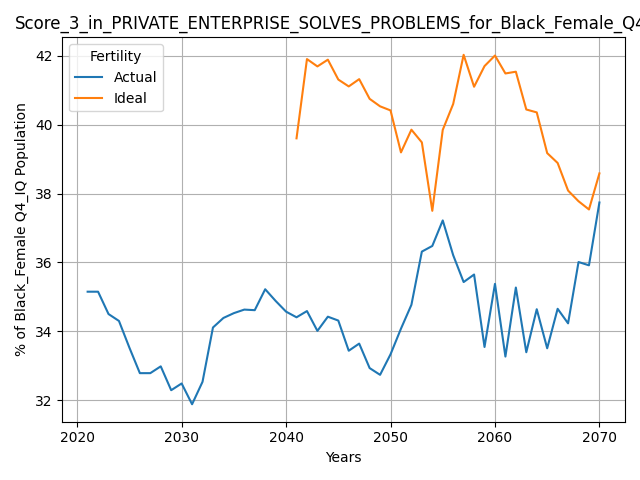 Score_3_in_PRIVATE_ENTERPRISE_SOLVES_PROBLEMS_for_Black_Female_Q4
Fertility
Actual
Ideal
42
40
38
36
34
32
% of Black_Female Q4_IQ Population
2020
2030
2040
2050
2060
2070
Years